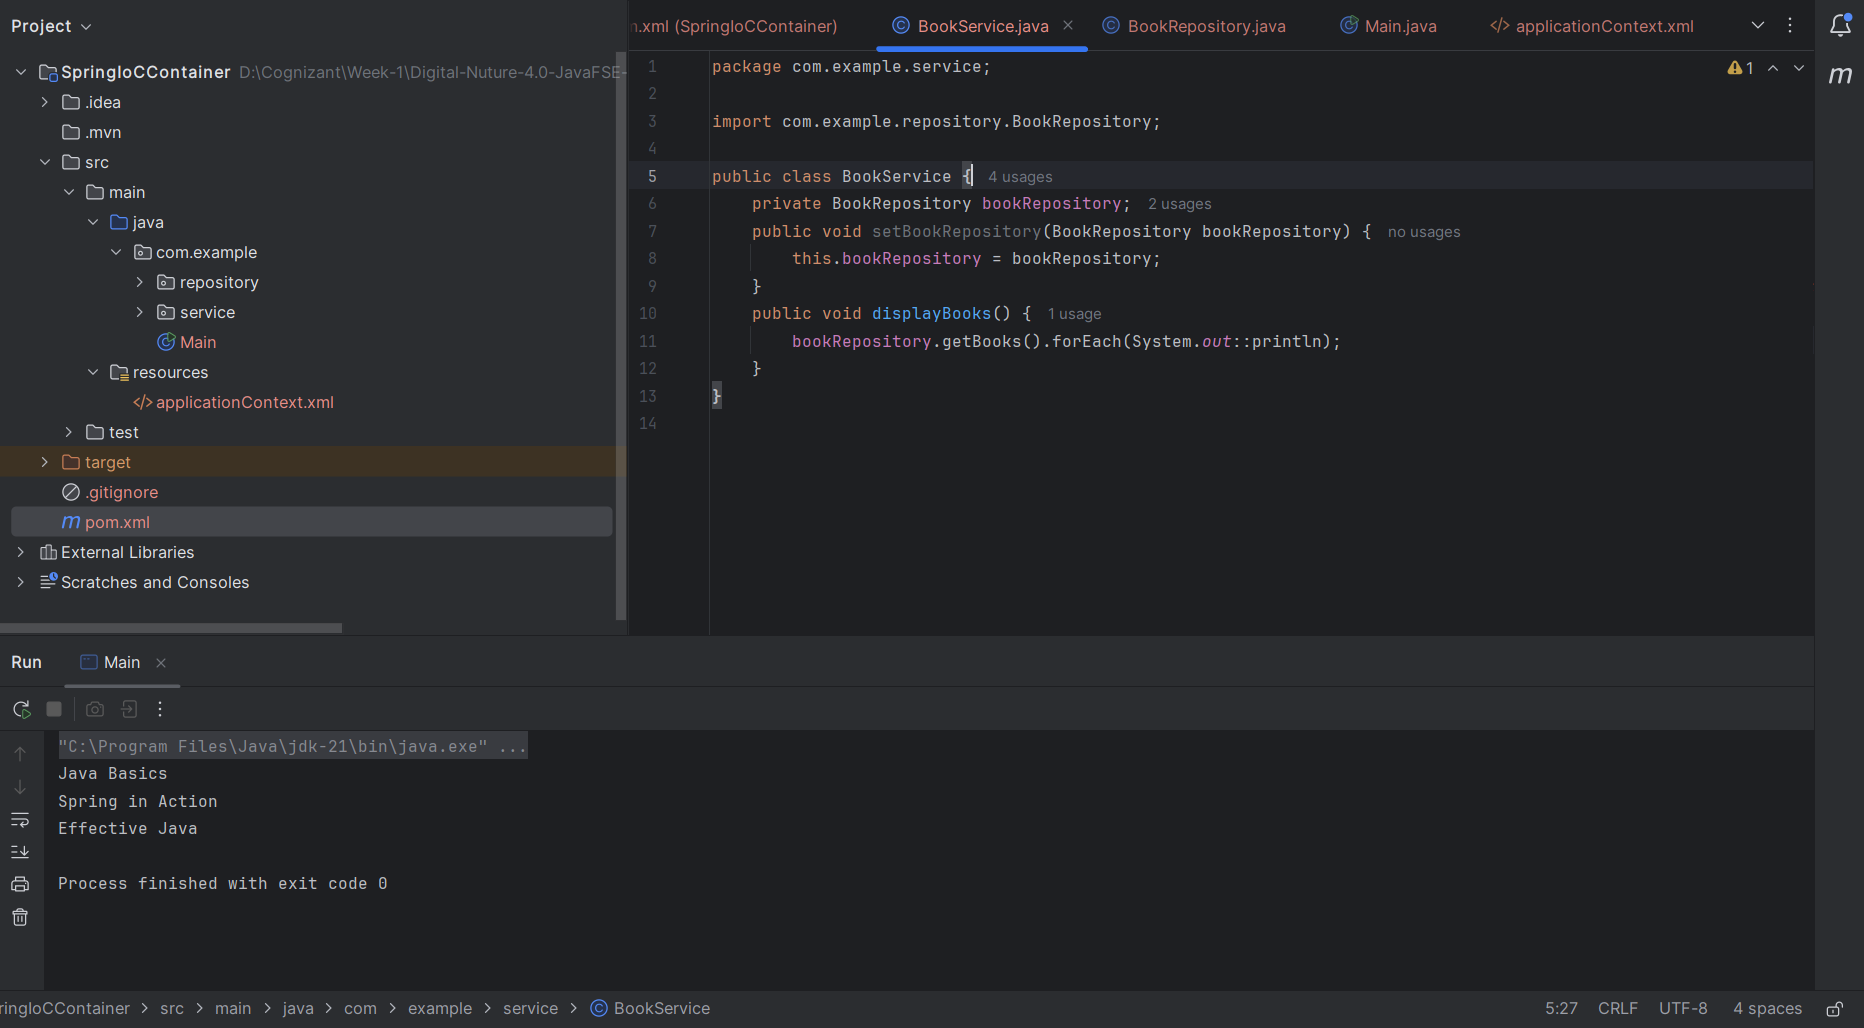 Project
SpringIoCContainer D:\Cognizant\Week-1\Digital-Nuture-4.0-JavaFSE-
.idea
.mvn
src
main
java
com.example
repository
service
Main
resources
applicationContext.xml
test
target
.gitignore
pom.xml
External Libraries
Scratches and Consoles
.xml (SpringIoCContainer) BookService.java BookRepository.java Main.java applicationContext.xml
1 package com.example.service; 1
2
3 import com.example.repository.BookRepository;
4
5 public class BookService { 4 usages
6 private BookRepository bookRepository; 2 usages
7 public void setBookRepository(BookRepository bookRepository) { no usages
8 this.bookRepository = bookRepository;
9 }
10 public void displayBooks() { 1 usage
11 bookRepository.getBooks().forEach(System.out::println);
12 }
13 }
14
m
Run Main
"C:\Program Files\Java\jdk-21\bin\java.exe" ...
Java Basics
Spring in Action
Effective Java
Process finished with exit code 0
ringIoCContainer > src > main > java > com > example > service > BookService 5:27 CRLF UTF-8 4 spaces